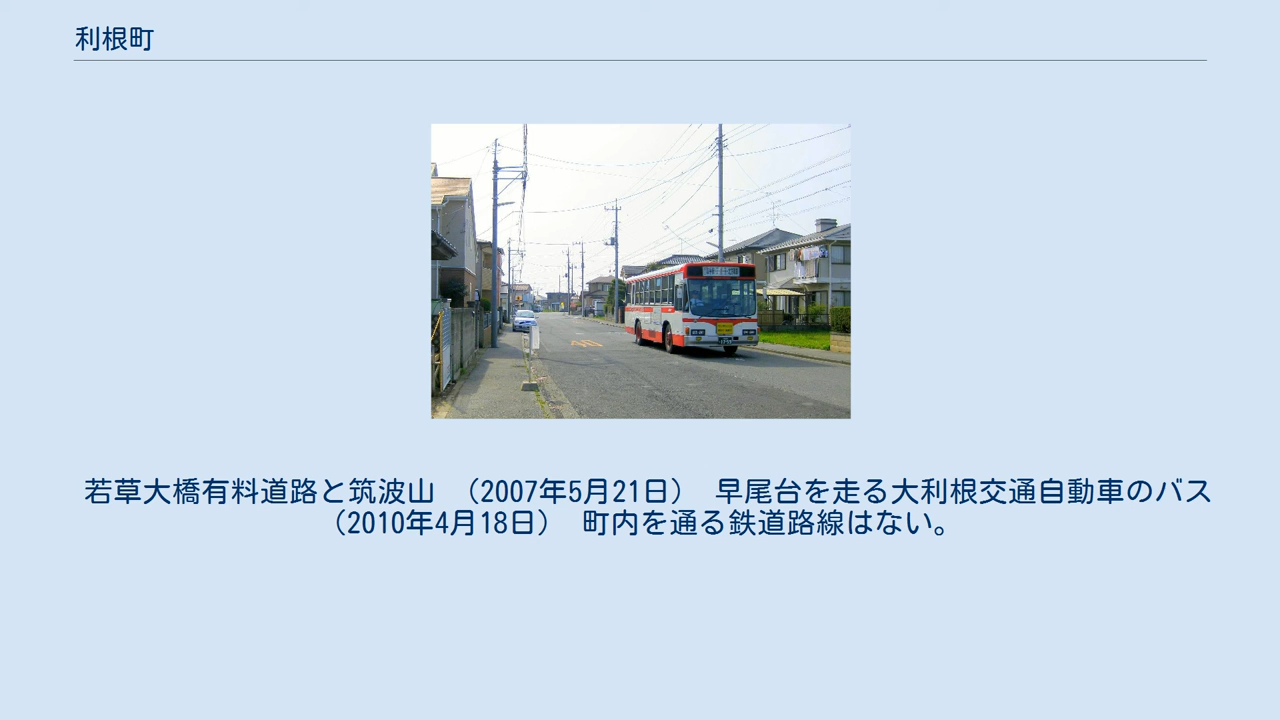 利根町
40
若草大橋有料道路と筑波山 （2007年5月21日） 早尾台を走る大利根交通自動車のバス
（2010年4月18日） 町内を通る鉄道路線はない。